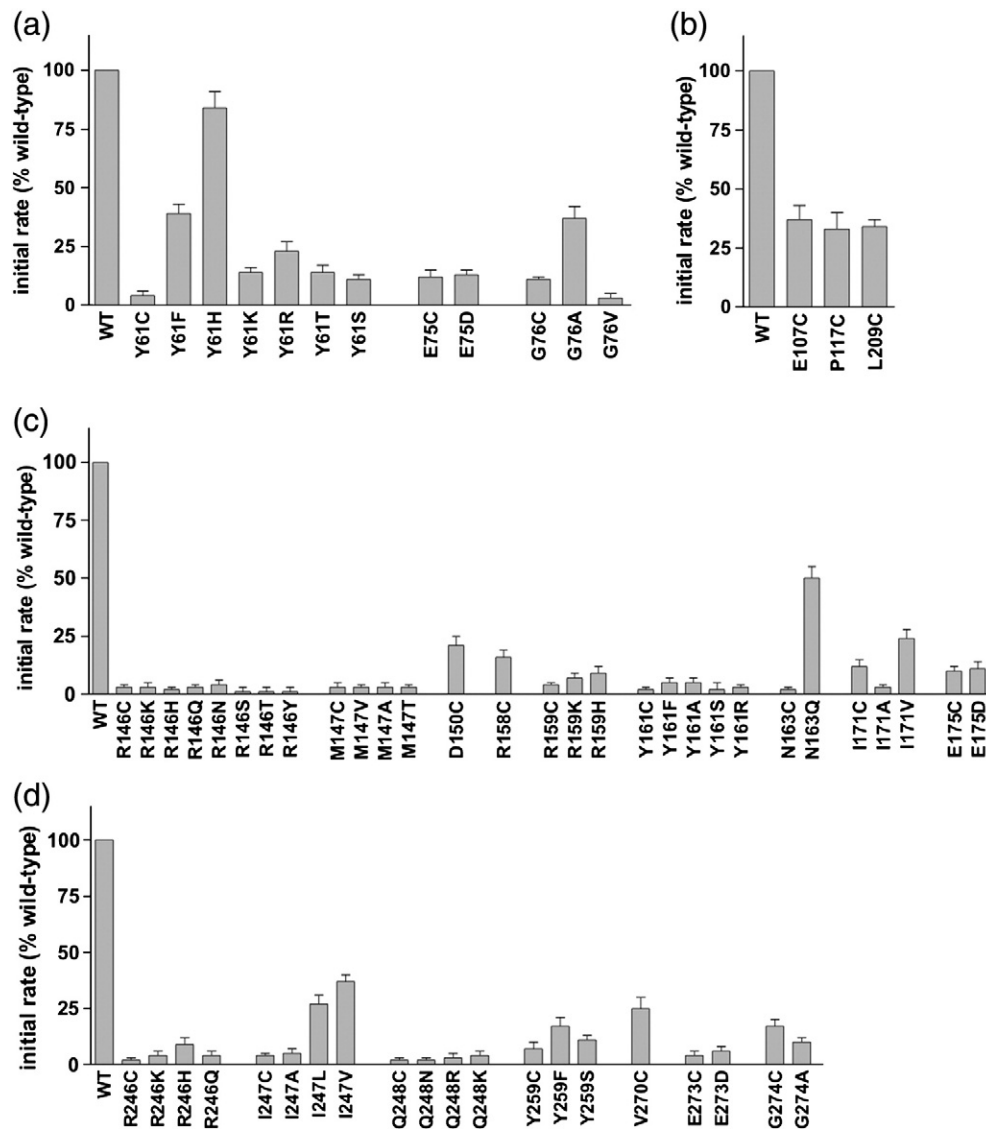 (a)
initial rate (% wild-type)
100
75
50
25
0
WT
Y61C
Y61F
Y61H
Y61K
Y61R
Y61T
Y61S
E75C
E75D
G76C
G76A
G76V
(b)
initial rate (% wild-type)
100
75
50
25
0
WT
E107C
P117C
L209C
(c)
initial rate (% wild-type)
100
75
50
25
0
WT
R146C
R146K
R146H
R146Q
R146N
R146S
R146T
R146Y
M147C
M147V
M147A
M147T
D150C
R158C
R159C
R159K
R159H
Y161C
Y161F
Y161A
Y161S
Y161R
N163C
N163Q
I171C
I171A
I171V
E175C
E175D
(d)
initial rate (% wild-type)
100
75
50
25
0
WT
R246C
R246K
R246H
R246Q
I247C
I247A
I247L
I247V
Q248C
Q248N
Q248R
Q248K
Y259C
Y259F
Y259S
V270C
E273C
E273D
G274C
G274A